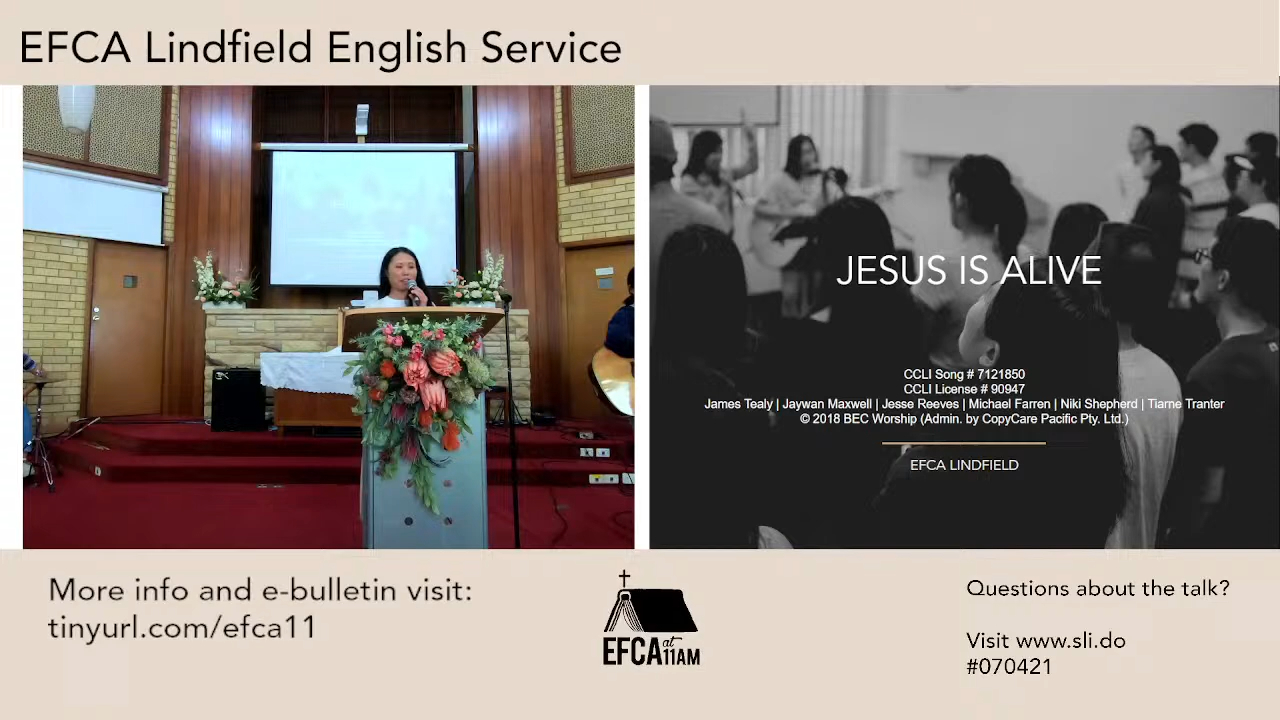 EFCA Lindfield English Service
JESUS IS ALIVE
CCLI Song # 7121850
CCLI License # 90947
James Tealy | Jaywan Maxwell | Jesse Reeves | Michael Farren | Niki Shepherd | Tiarne Tranter
© 2018 BEC Worship (Admin. by CopyCare Pacific Pty. Ltd.)
EFCA LINDFIELD
More info and e-bulletin visit:
tinyurl.com/efca11
EFCA at 11AM
Questions about the talk?
Visit www.sli.do
#070421